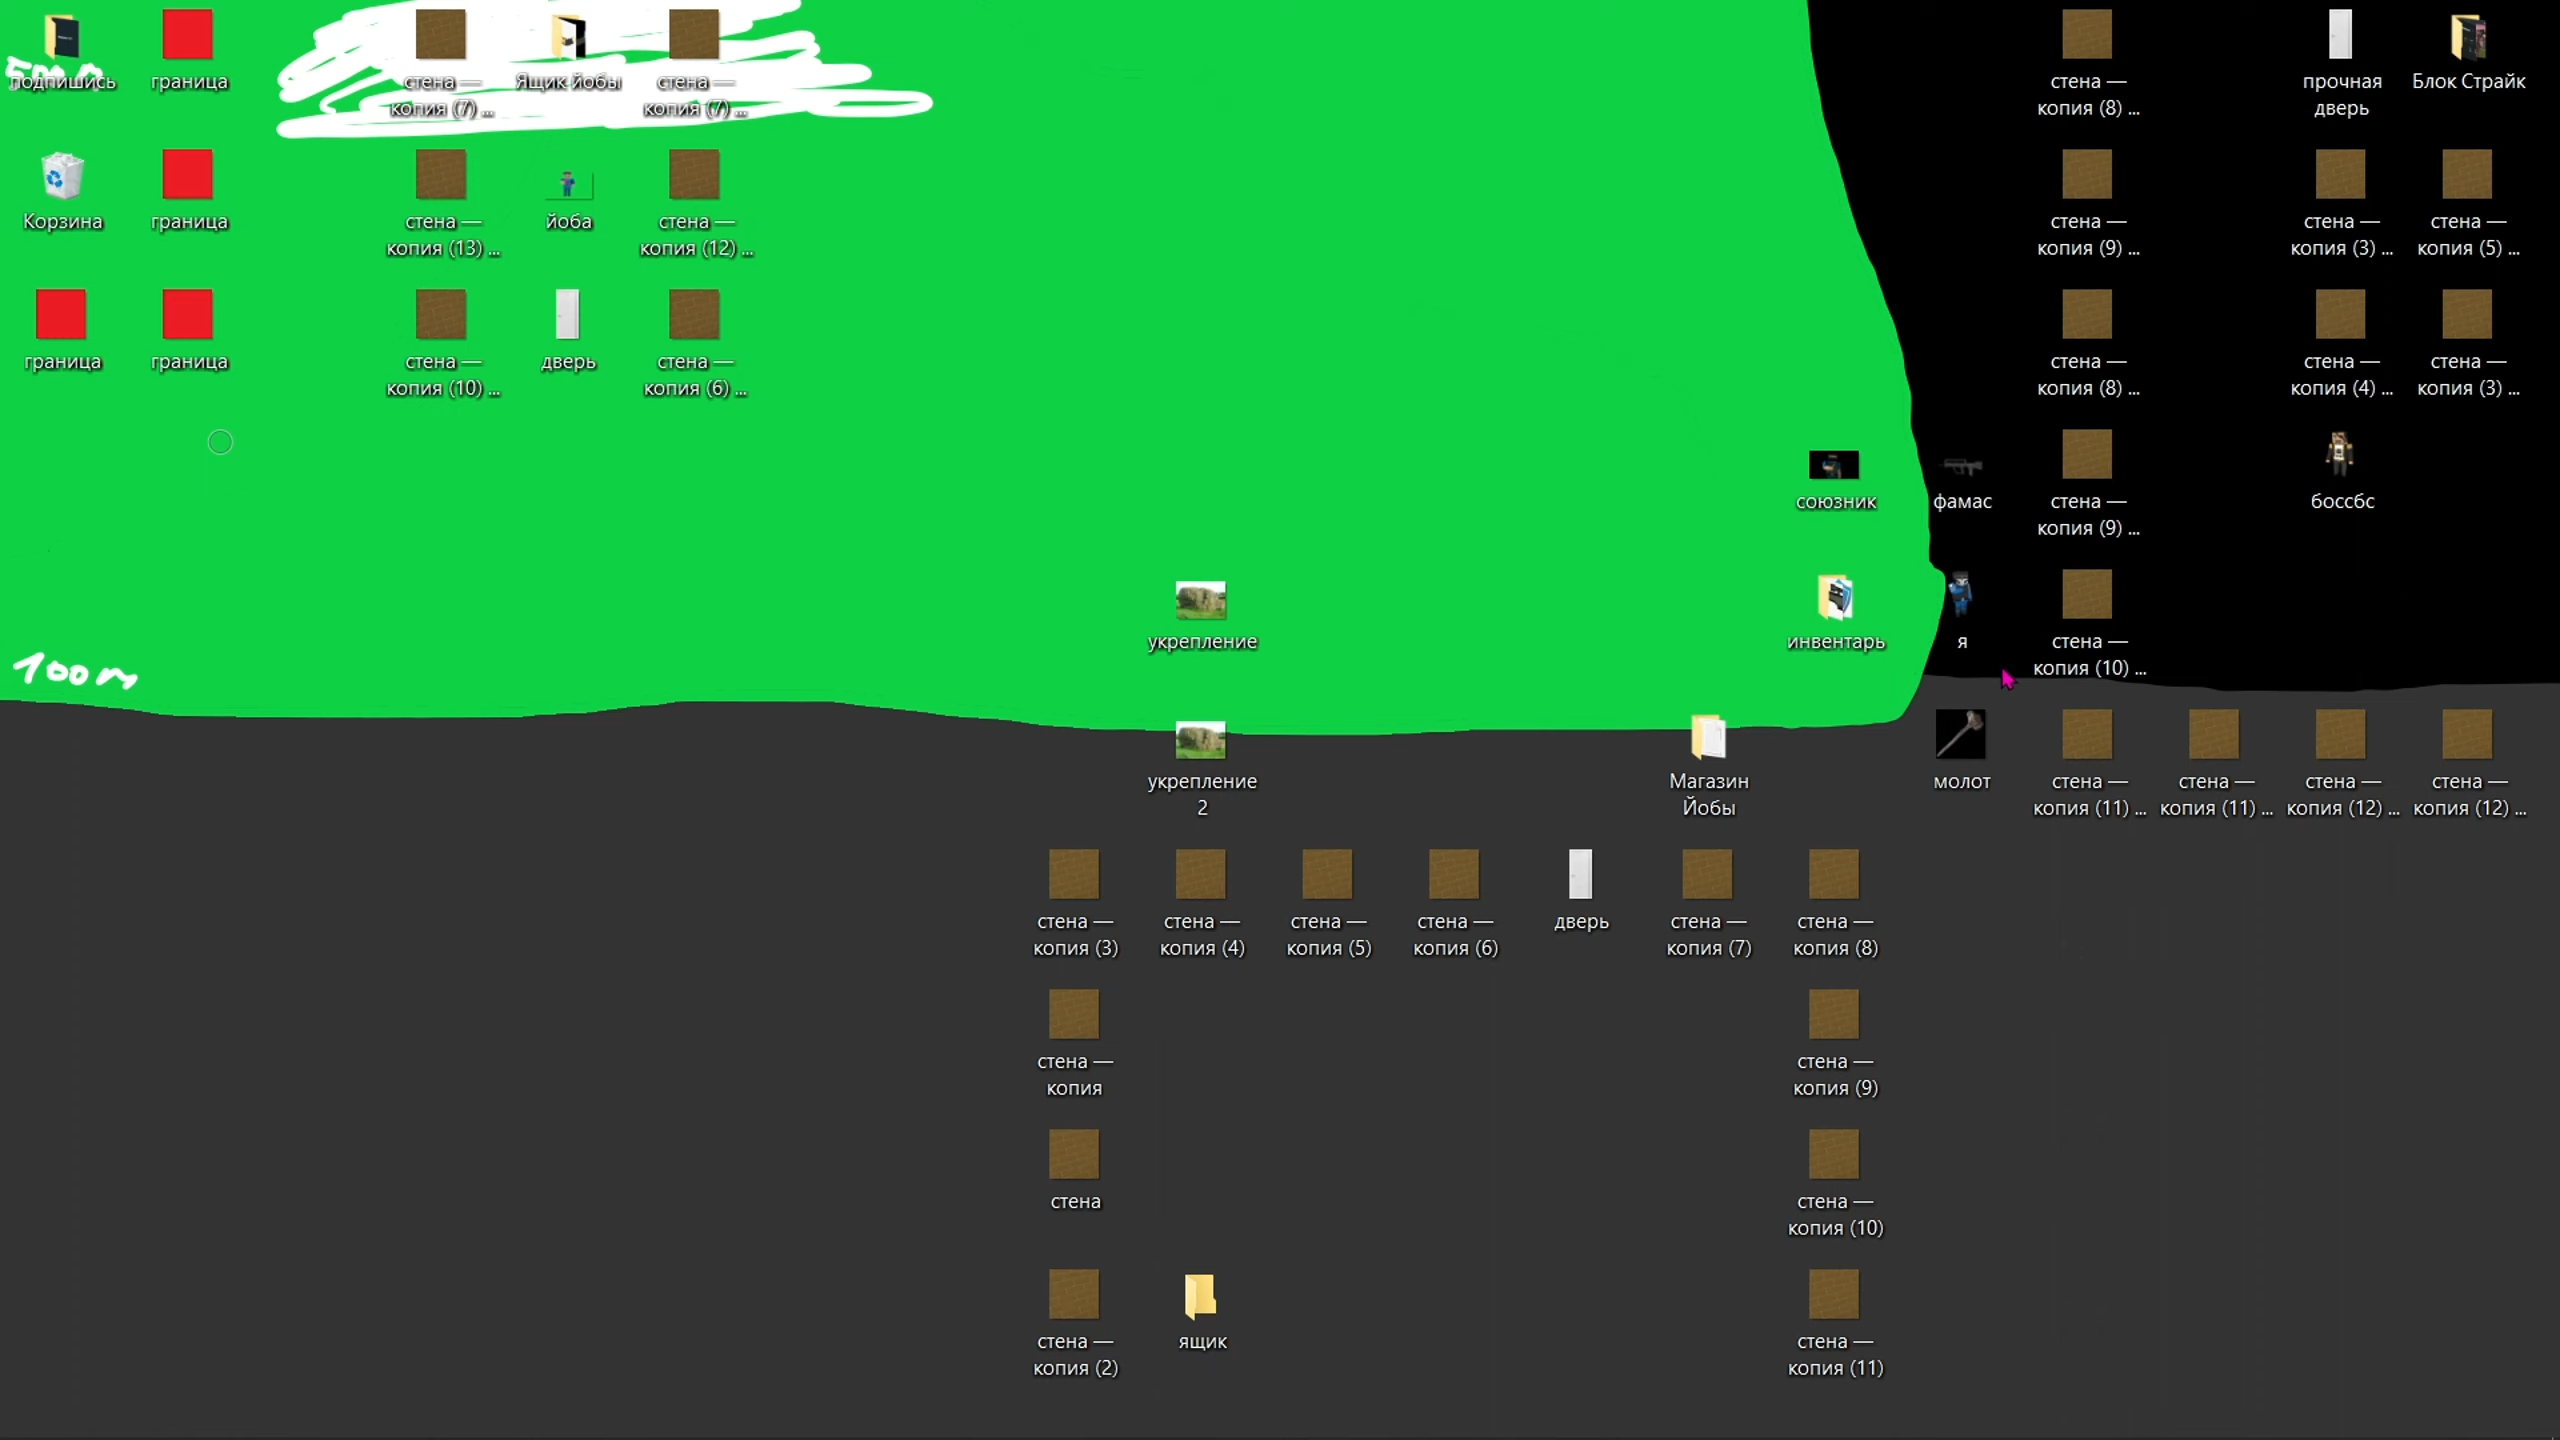 подпишись
граница
стена —
копия (7) ...
Ящик йобы
стена —
копия (7) ...
стена —
копия (8) ...
прочная
дверь
Блок Страйк
Корзина
граница
стена —
копия (13) ...
йоба
стена —
копия (12) ...
стена —
копия (9) ...
стена —
копия (3) ...
стена —
копия (5) ...
граница
граница
стена —
копия (10) ...
дверь
стена —
копия (6) ...
стена —
копия (8) ...
стена —
копия (4) ...
стена —
копия (3) ...
союзник
фамас
стена —
копия (9) ...
боссбс
укрепление
инвентарь
я
стена —
копия (10) ...
100 m
укрепление
2
Магазин
Йобы
молот
стена —
копия (11) ...
стена —
копия (11) ...
стена —
копия (12) ...
стена —
копия (12) ...
стена —
копия (3)
стена —
копия (4)
стена —
копия (5)
стена —
копия (6)
дверь
стена —
копия (7)
стена —
копия (8)
стена —
копия
стена —
копия (9)
стена
стена —
копия (10)
стена —
копия (2)
ящик
стена —
копия (11)